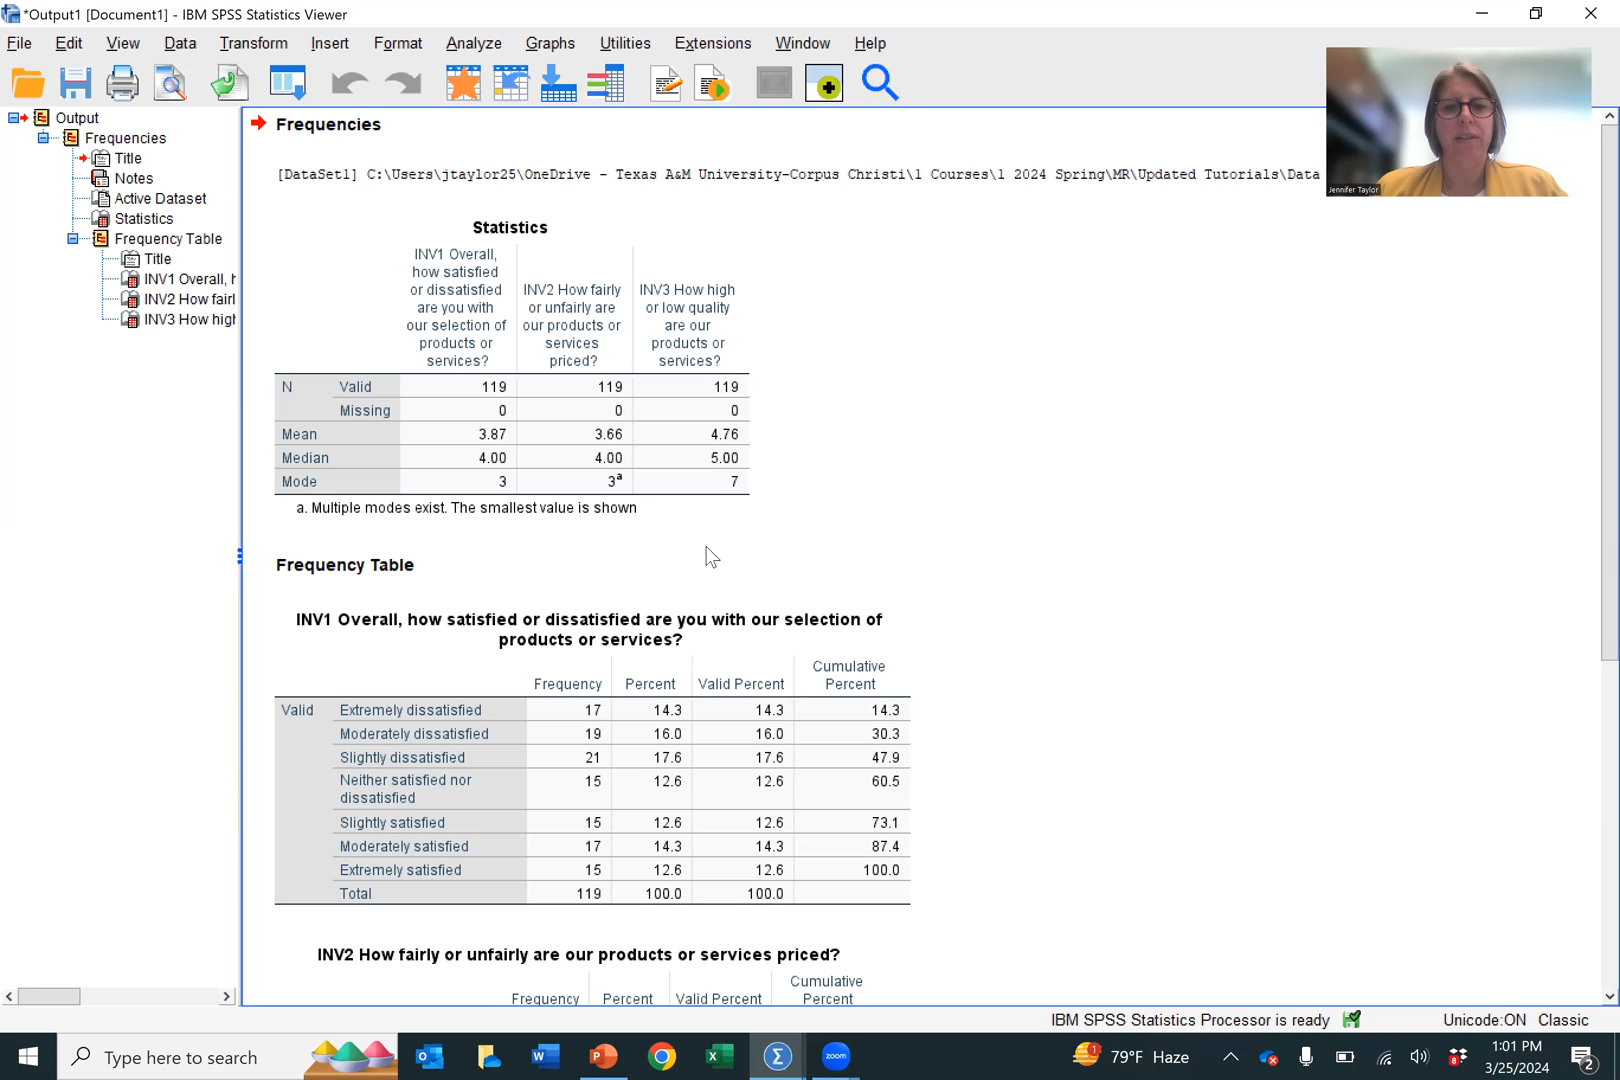 *Output1 [Document1] - IBM SPSS Statistics Viewer
File Edit View Data Transform Insert Format Analyze Graphs Utilities Extensions Window Help
Output
Frequencies
Title
Notes
Active Dataset
Statistics
Frequency Table
Title
INV1 Overall, h
INV2 How fairl
INV3 How high
Frequencies
[DataSet1] C:\Users\jtaylor25\OneDrive - Texas A&M University-Corpus Christi\1 Courses\1 2024 Spring\MR\Updated Tutorials\Data
Jennifer Taylor
Statistics
INV1 Overall,
how satisfied
or dissatisfied
are you with
our selection of
products or
services?
INV2 How fairly
or unfairly are
our products or
services
priced?
INV3 How high
or low quality
are our
products or
services?
N Valid 119 119 119
Missing 0 0 0
Mean 3.87 3.66 4.76
Median 4.00 4.00 5.00
Mode 3 3a 7
a. Multiple modes exist. The smallest value is shown
Frequency Table
INV1 Overall, how satisfied or dissatisfied are you with our selection of
products or services?
Frequency Percent Valid Percent Cumulative
Percent
Valid Extremely dissatisfied 17 14.3 14.3 14.3
Moderately dissatisfied 19 16.0 16.0 30.3
Slightly dissatisfied 21 17.6 17.6 47.9
Neither satisfied nor
dissatisfied 15 12.6 12.6 60.5
Slightly satisfied 15 12.6 12.6 73.1
Moderately satisfied 17 14.3 14.3 87.4
Extremely satisfied 15 12.6 12.6 100.0
Total 119 100.0 100.0
INV2 How fairly or unfairly are our products or services priced?
Frequency Percent Valid Percent Cumulative
Percent
IBM SPSS Statistics Processor is ready Unicode:ON Classic
Type here to search
zoom
79°F Haze
1:01 PM
3/25/2024
2